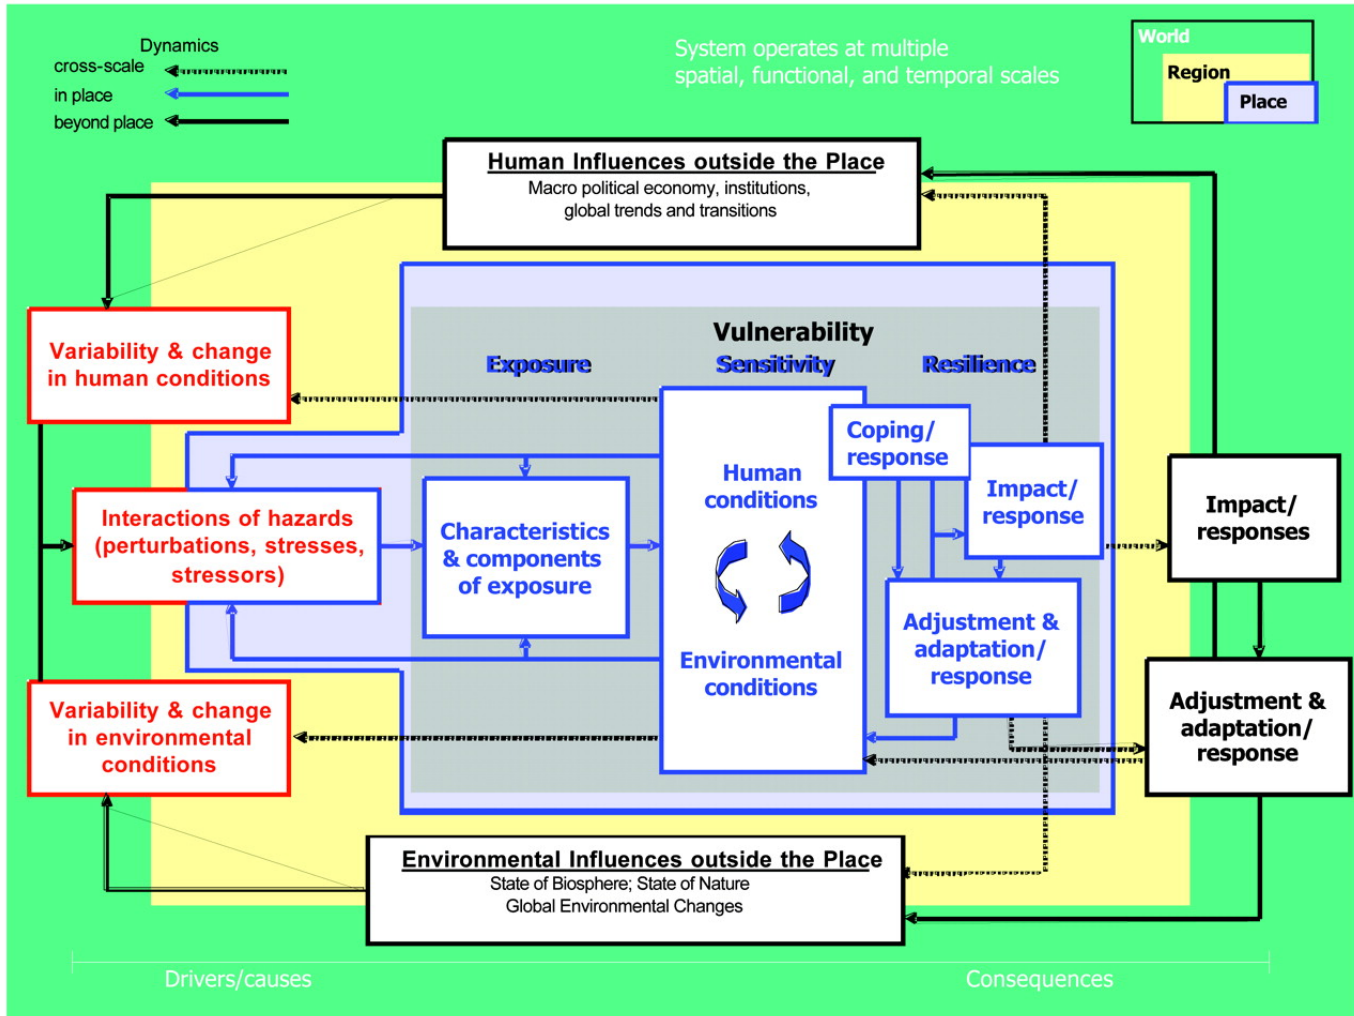 Dynamics
cross-scale
in place
beyond place
System operates at multiple
spatial, functional, and temporal scales
World
Region
Place
Human Influences outside the Place
Macro political economy, institutions,
global trends and transitions
Variability & change
in human conditions
Vulnerability
Exposure
Sensitivity
Resilience
Coping/
response
Human
conditions
Impact/
response
Impact/
responses
Interactions of hazards
(perturbations, stresses,
stressors)
Characteristics
& components
of exposure
Adjustment &
adaptation/
response
Environmental
conditions
Variability & change
in environmental
conditions
Adjustment &
adaptation/
response
Environmental Influences outside the Place
State of Biosphere; State of Nature
Global Environmental Changes
Drivers/causes
Consequences